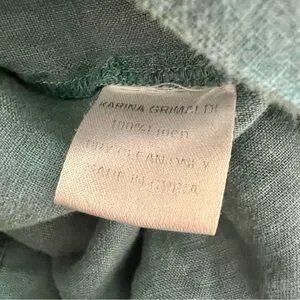 KARINA GRIMALDI
100% Linen
DRY CLEAN ONLY
MADE IN CHINA